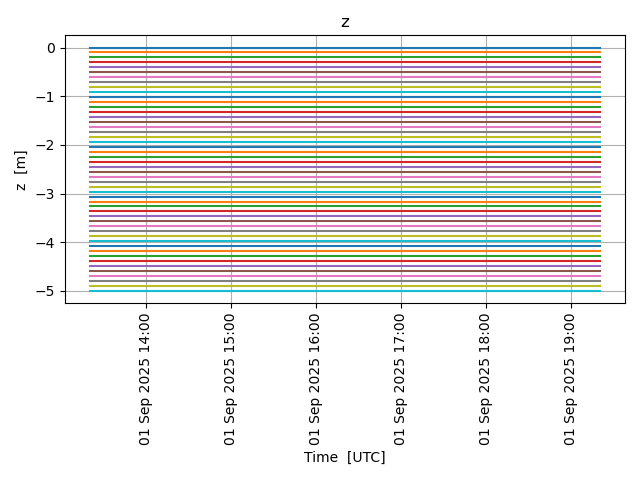 z
z [m]
0
−1
−2
−3
−4
−5
01 Sep 2025 14:00
01 Sep 2025 15:00
01 Sep 2025 16:00
01 Sep 2025 17:00
01 Sep 2025 18:00
01 Sep 2025 19:00
Time [UTC]